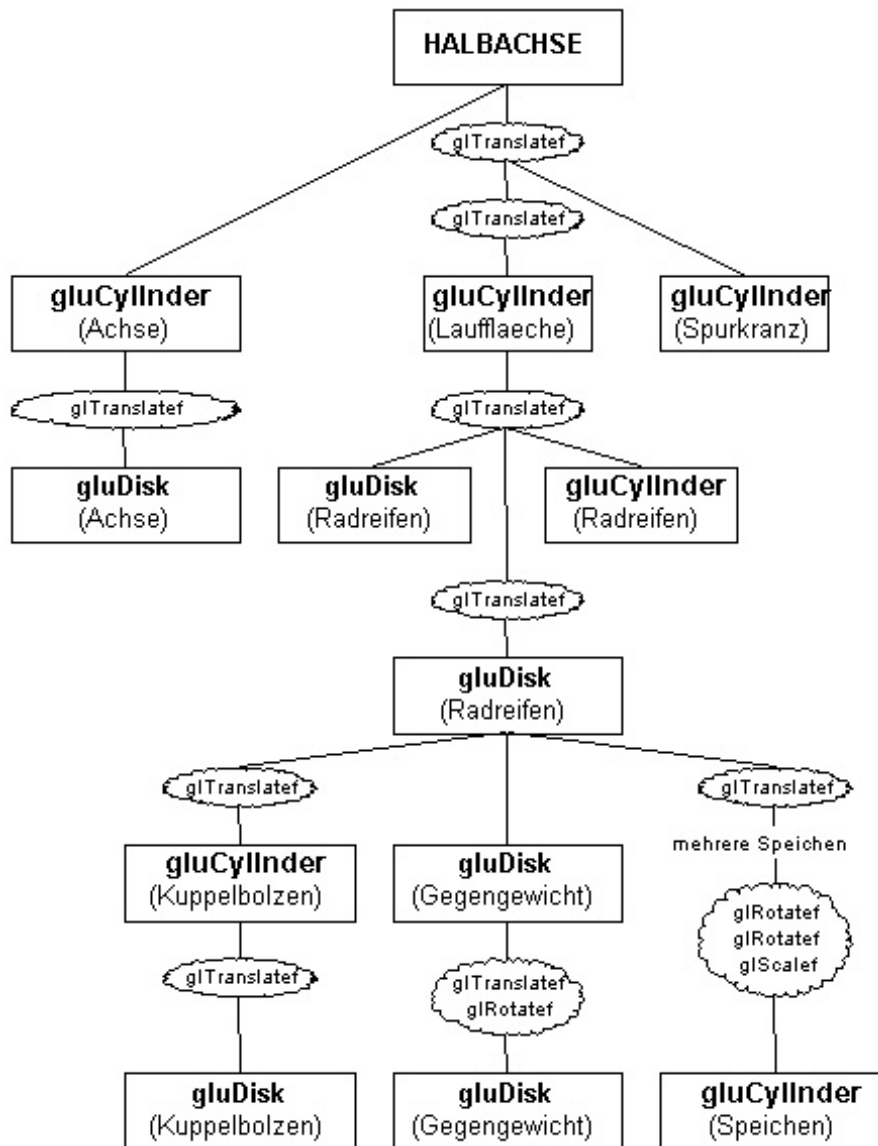 HALBACHSE
glTranslatef
glTranslatef
gluCylInder
(Achse)
gluCylInder
(Laufflaeche)
gluCylInder
(Spurkranz)
glTranslatef
glTranslatef
gluDisk
(Achse)
gluDisk
(Radreifen)
gluCylInder
(Radreifen)
glTranslatef
gluDisk
(Radreifen)
glTranslatef
glTranslatef
mehrere Speichen
gluCylInder
(Kuppelbolzen)
gluDisk
(Gegengewicht)
glRotatef
glRotatef
glScalef
glTranslatef
glTranslatef
glRotatef
gluDisk
(Kuppelbolzen)
gluDisk
(Gegengewicht)
gluCylInder
(Speichen)